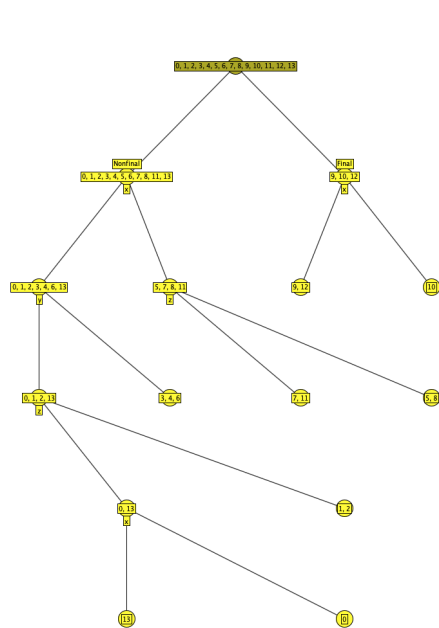 0, 1, 2, 3, 4, 5, 6, 7, 8, 9, 10, 11, 12, 13
Nonfinal
Final
0, 1, 2, 3, 4, 5, 6, 7, 8, 11, 13
9, 10, 12
x
x
0, 1, 2, 3, 4, 6, 13
5, 7, 8, 11
9, 12
10
y
z
0, 1, 2, 13
3, 4, 6
7, 11
5, 8
z
0, 13
1, 2
x
13
0